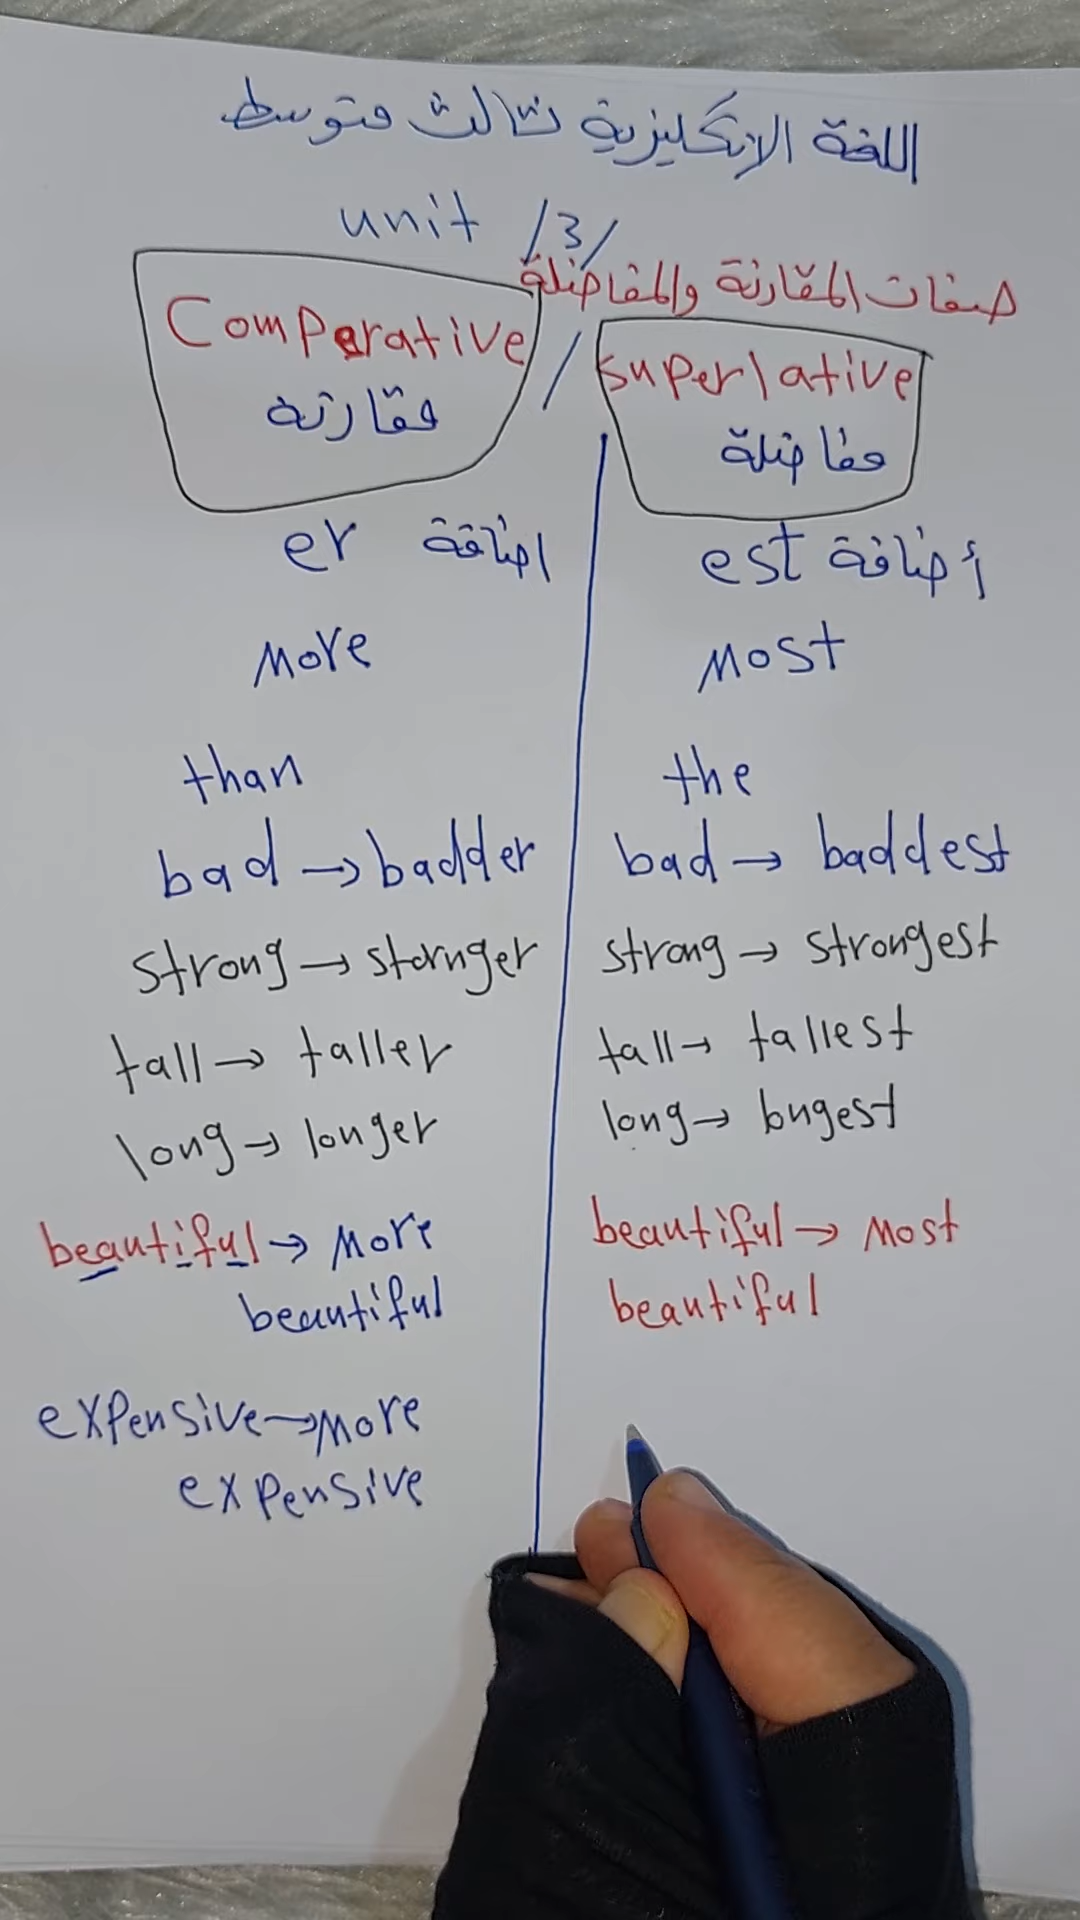 اللغة الانكليزية ثالث متوسط
unit /3/
صفات المقارنة والمفاضلة
Comparative / superlative
مقارنة
مفاضلة
er اضافة
est أضافة
More
Most
than
the
bad → badder
bad → baddest
strong → stornger
strong → strongest
tall → taller
tall → tallest
long → longer
long → bngest
beautiful → More
beautiful
beautiful → Most
beautiful
expensive → More
expensive